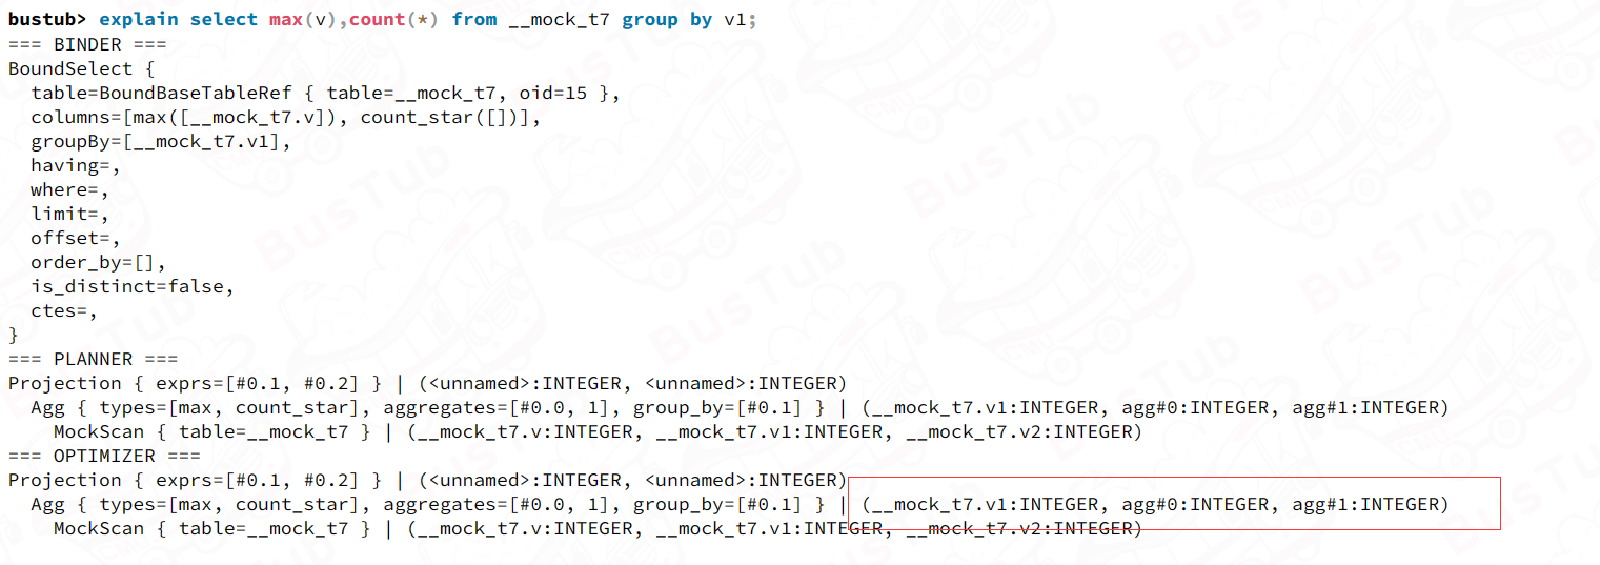 bustub> explain select max(v),count(*) from __mock_t7 group by v1;
=== BINDER ===
BoundSelect {
  table=BoundBaseTableRef { table=__mock_t7, oid=15 },
  columns=[max([__mock_t7.v]), count_star([])],
  groupBy=[__mock_t7.v1],
  having=,
  where=,
  limit=,
  offset=,
  order_by=[],
  is_distinct=false,
  ctes=,
}
=== PLANNER ===
Projection { exprs=[#0.1, #0.2] } | (<unnamed>:INTEGER, <unnamed>:INTEGER)
  Agg { types=[max, count_star], aggregates=[#0.0, 1], group_by=[#0.1] } | (__mock_t7.v1:INTEGER, agg#0:INTEGER, agg#1:INTEGER)
    MockScan { table=__mock_t7 } | (__mock_t7.v:INTEGER, __mock_t7.v1:INTEGER, __mock_t7.v2:INTEGER)
=== OPTIMIZER ===
Projection { exprs=[#0.1, #0.2] } | (<unnamed>:INTEGER, <unnamed>:INTEGER)
  Agg { types=[max, count_star], aggregates=[#0.0, 1], group_by=[#0.1] } | (__mock_t7.v1:INTEGER, agg#0:INTEGER, agg#1:INTEGER)
    MockScan { table=__mock_t7 } | (__mock_t7.v:INTEGER, __mock_t7.v1:INTEGER, __mock_t7.v2:INTEGER)